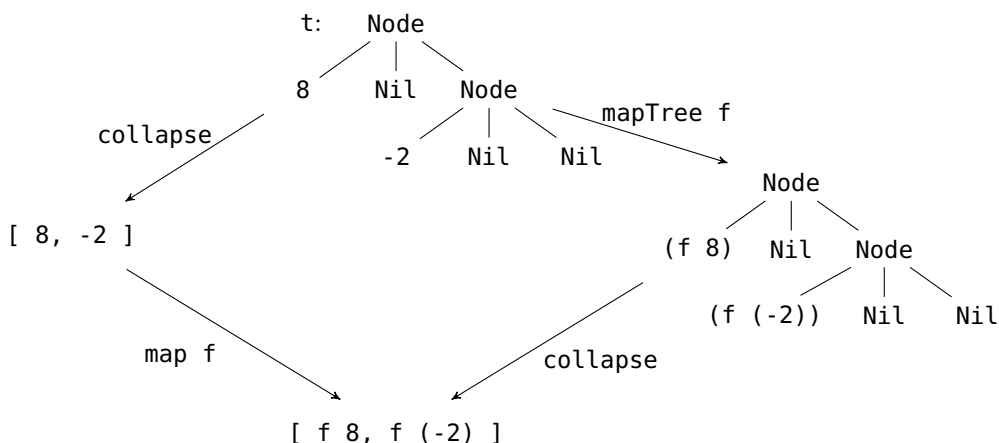 t: Node
8 Nil Node
collapse
mapTree f
-2 Nil Nil
Node
[ 8, -2 ]
(f 8) Nil Node
(f (-2)) Nil Nil
map f
collapse
[ f 8, f (-2) ]